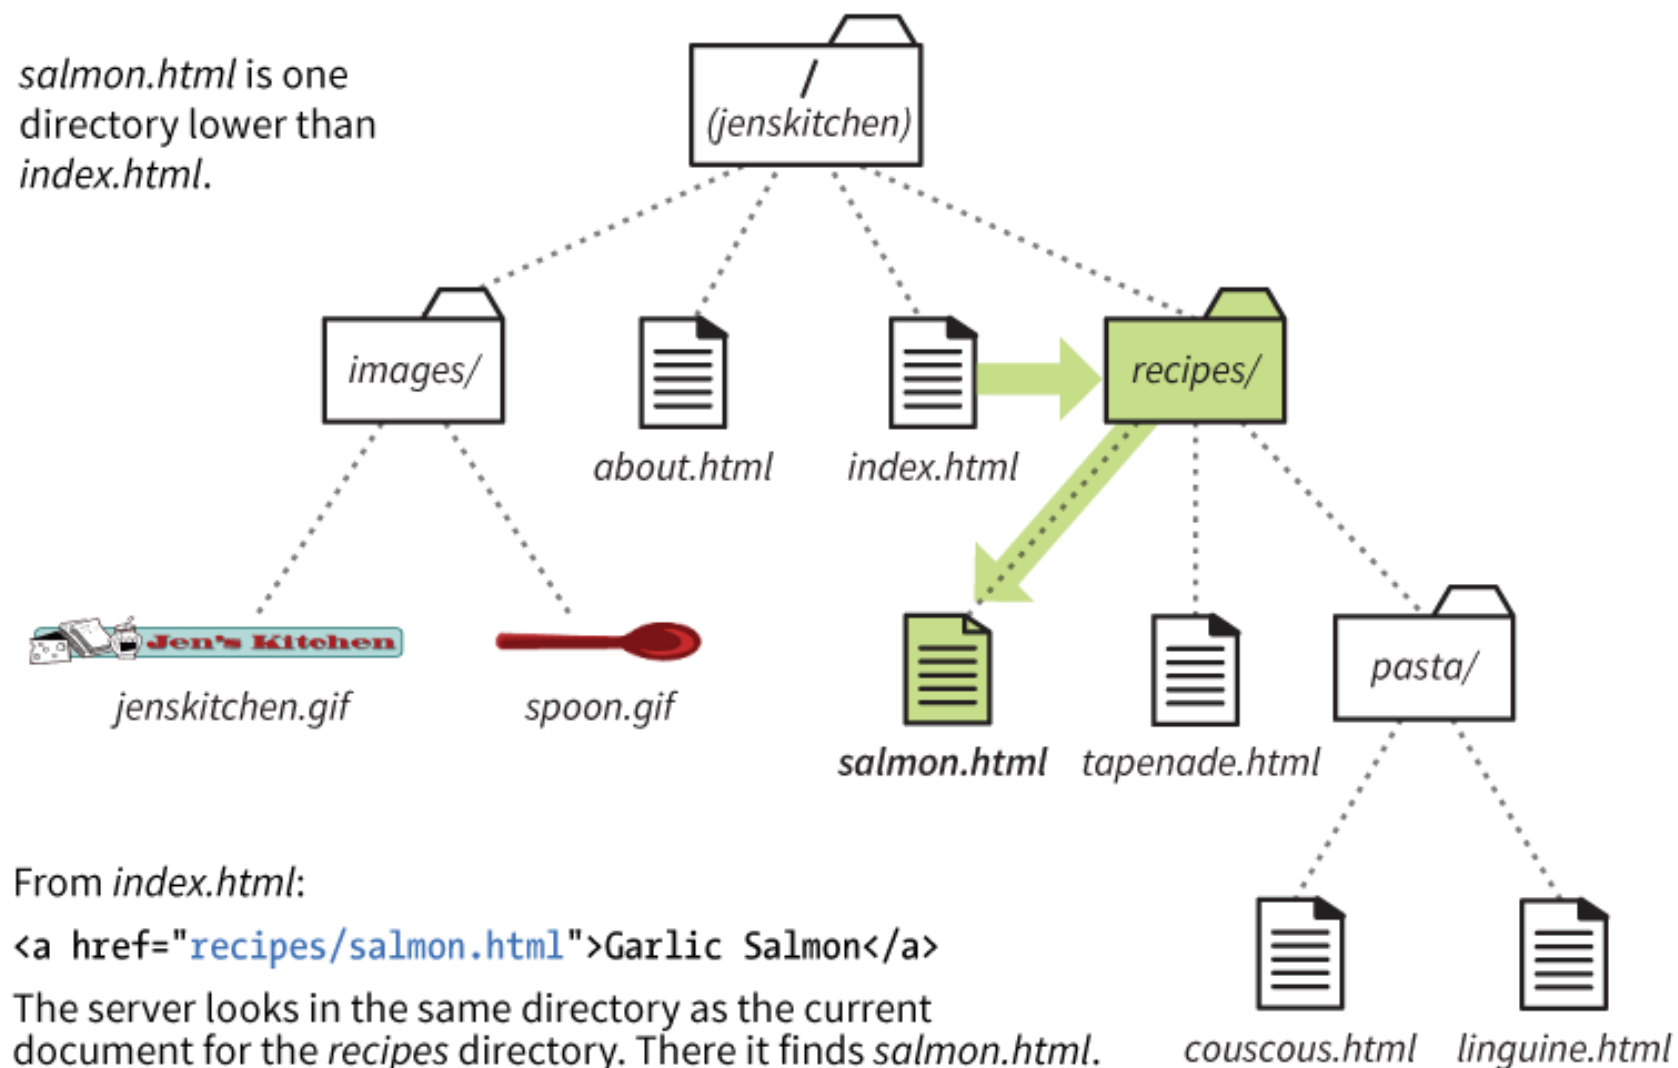 salmon.html is one
directory lower than
index.html.
/
(jenskitchen)
images/
about.html
index.html
recipes/
Jen's Kitchen
jenskitchen.gif
spoon.gif
salmon.html
tapenade.html
pasta/
couscous.html
linguine.html
From index.html:
<a href="recipes/salmon.html">Garlic Salmon</a>
The server looks in the same directory as the current
document for the recipes directory. There it finds salmon.html.